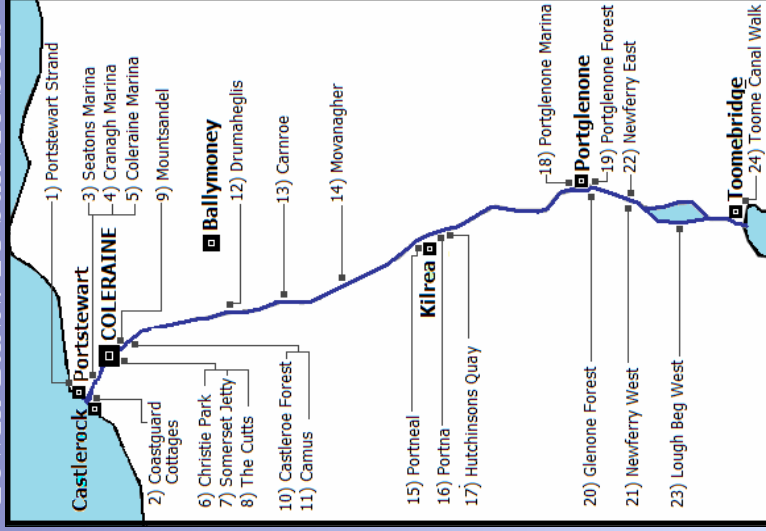 1) Portstewart Strand
3) Seatons Marina
4) Cranagh Marina
5) Coleraine Marina
9) Mountsandel
Castlerock
Portstewart
COLERAINE
2) Coastguard
Cottages
6) Christie Park
7) Somerset Jetty
8) The Cutts
10) Castleroe Forest
11) Camus
Ballymoney
12) Drumaheglis
13) Carnroe
14) Movanagher
Kilrea
15) Portneal
16) Portna
17) Hutchinsons Quay
18) Portglenone Marina
Portglenone
19) Portglenone Forest
22) Newferry East
20) Glenone Forest
21) Newferry West
23) Lough Beg West
Toomebridge
24) Toome Canal Walk